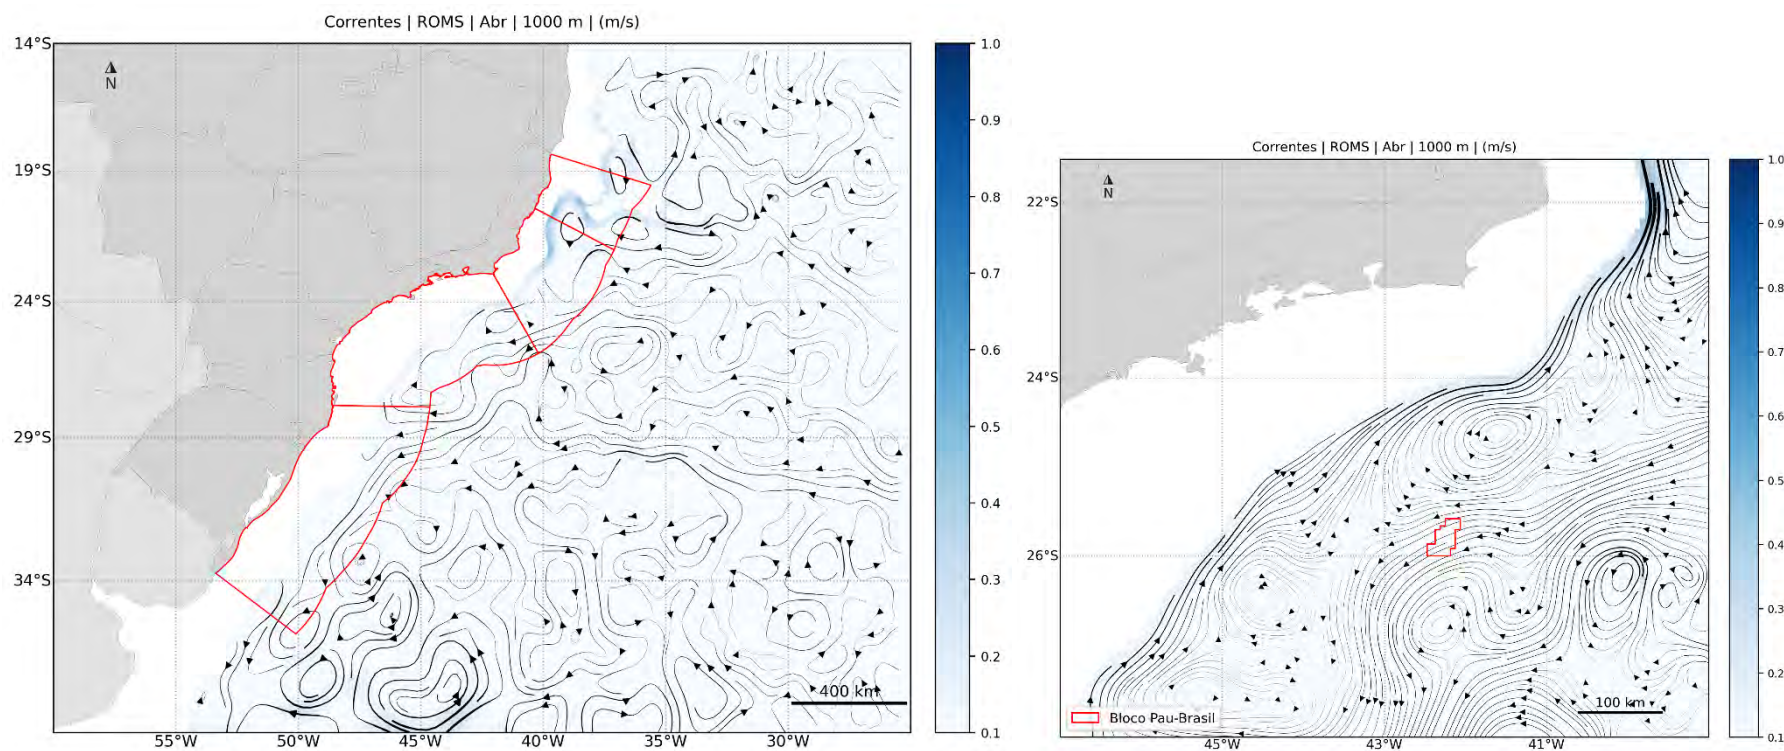 Correntes | ROMS | Abr | 1000 m | (m/s)
14°S
19°S
24°S
29°S
34°S
55°W
50°W
45°W
40°W
35°W
30°W
N
400 km
1.0
0.9
0.8
0.7
0.6
0.5
0.4
0.3
0.2
0.1
Correntes | ROMS | Abr | 1000 m | (m/s)
22°S
24°S
26°S
45°W
43°W
41°W
N
Bloco Pau-Brasil
100 km
1.0
0.9
0.8
0.7
0.6
0.5
0.4
0.3
0.2
0.1